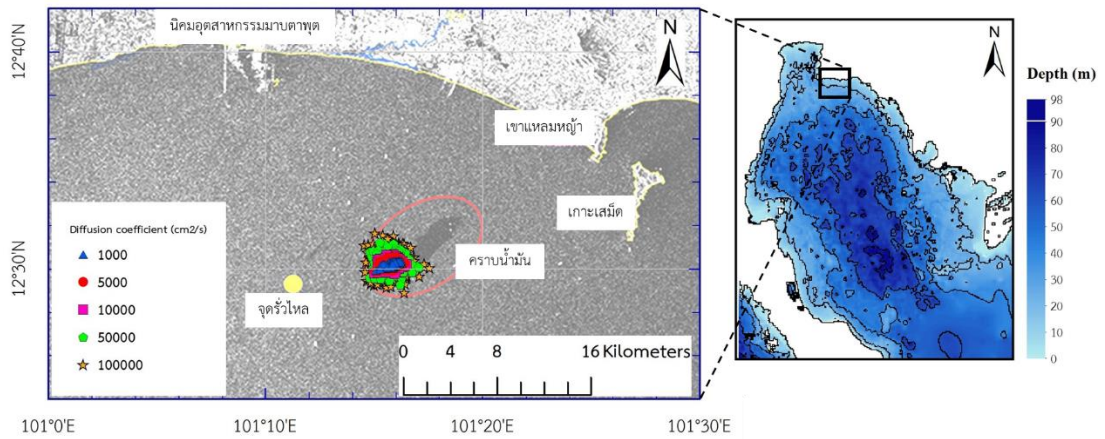 นิคมอุตสาหกรรมมาบตาพุด
12°40'N
N
เขาแหลมหญ้า
เกาะเสม็ด
คราบน้ำมัน
จุดรั่วไหล
12°30'N
Diffusion coefficient (cm2/s)
1000
5000
10000
50000
100000
0 4 8 16 Kilometers
101°0'E 101°10'E 101°20'E 101°30'E
N
Depth (m)
98
90
80
70
60
50
40
30
20
10
0